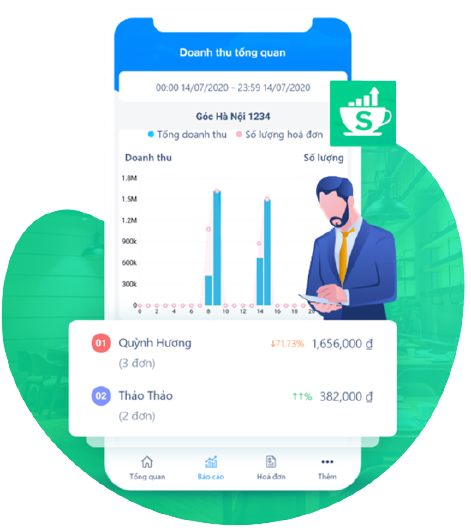 Doanh thu tổng quan
00:00 14/07/2020 - 23:59 14/07/2020
S
Góc Hà Nội 1234
Tổng doanh thu Số lượng hoá đơn
Doanh thu Số lượng
1.8M
1.5M
1.2M
900k
600k
300k
0
0 2 4 6 8 10 12 14 16 18 20
01 Quỳnh Hương ↓71.73% 1,656,000 ₫
(3 đơn)
02 Thảo Thảo ↑↑% 382,000 ₫
(2 đơn)
Tổng quan Báo cáo Hoá đơn Thêm